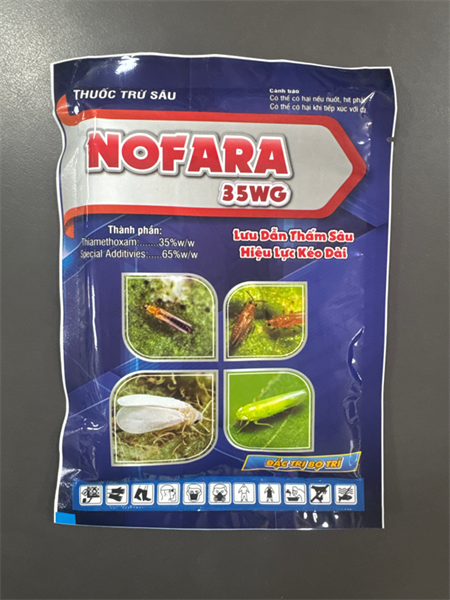 THUỐC TRỪ SÂU
Cảnh báo
Có thể có hại nếu nuốt, hít phải
Có thể có hại khi tiếp xúc với
NOFARA
35WG
Thành phần:
Thiamethoxam.......35%w/w
Special Additivies:.....65%w/w
Lưu Dẫn Thấm Sâu
Hiệu Lực Kéo Dài
ĐẶC TRỊ BỌ TRĨ